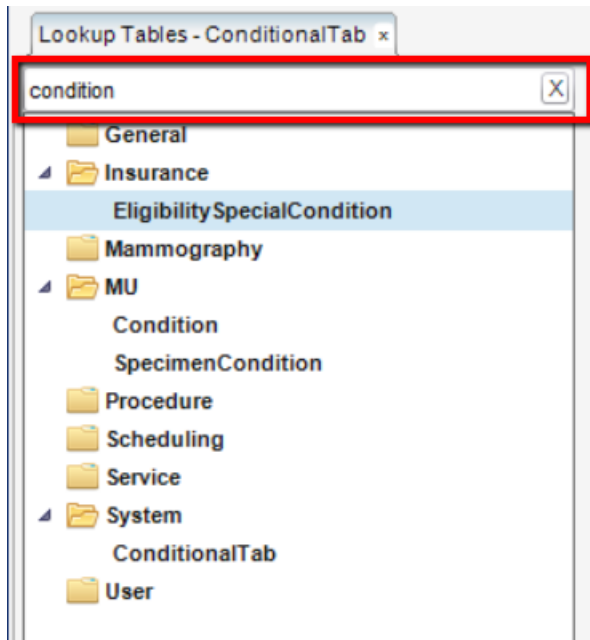 Lookup Tables - ConditionalTab x
condition X
General
Insurance
EligibilitySpecialCondition
Mammography
MU
Condition
SpecimenCondition
Procedure
Scheduling
Service
System
ConditionalTab
User